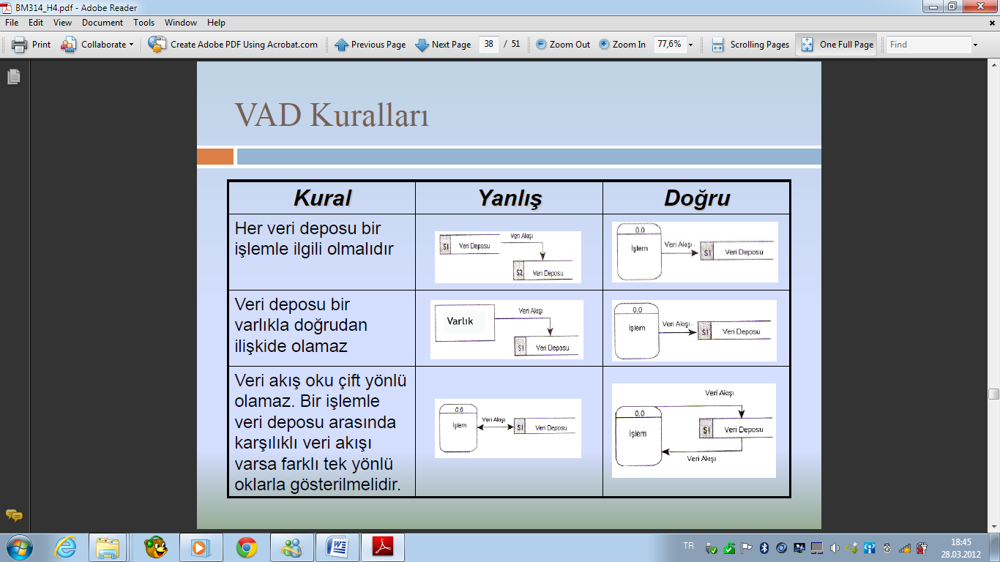 BM314_H4.pdf - Adobe Reader
File Edit View Document Tools Window Help
Print Collaborate Create Adobe PDF Using Acrobat.com Previous Page Next Page 38 / 51 Zoom Out Zoom In 77,6% Scrolling Pages One Full Page Find
VAD Kuralları
Kural Yanlış Doğru
Her veri deposu bir
işlemle ilgili olmalıdır
Veri Akışı
S1 Veri Deposu
S2 Veri Deposu
0.0
İşlem
Veri Akışı
S1 Veri Deposu
Veri deposu bir
varlıkla doğrudan
ilişkide olamaz
Varlık
Veri Akışı
S1 Veri Deposu
0.0
İşlem
Veri Akışı
S1 Veri Deposu
Veri akış oku çift yönlü
olamaz. Bir işlemle
veri deposu arasında
karşılıklı veri akışı
varsa farklı tek yönlü
oklarla gösterilmelidir.
0.0
İşlem
Veri Akışı
S1 Veri Deposu
Veri Akışı
0.0
İşlem
S1 Veri Deposu
Veri Akışı
TR
18:45
28.03.2012